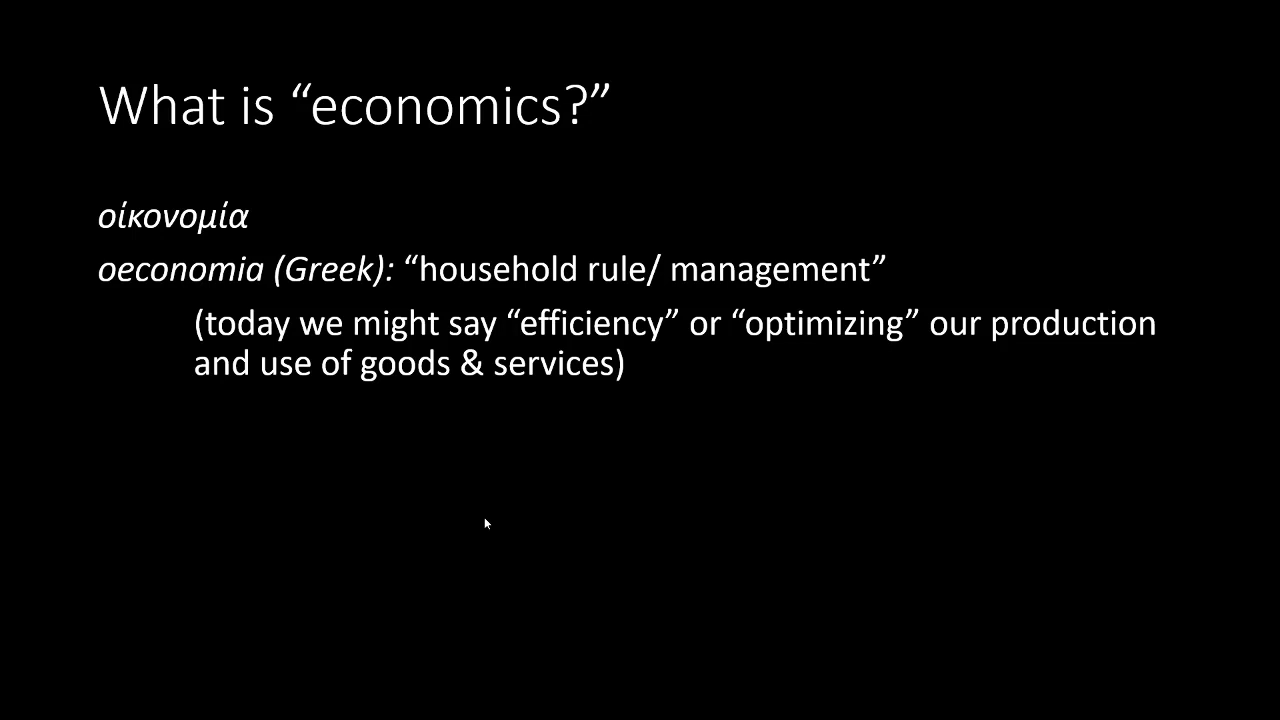 What is “economics?”
οίκονομία
oeconomia (Greek): “household rule/ management”
(today we might say “efficiency” or “optimizing” our production
and use of goods & services)